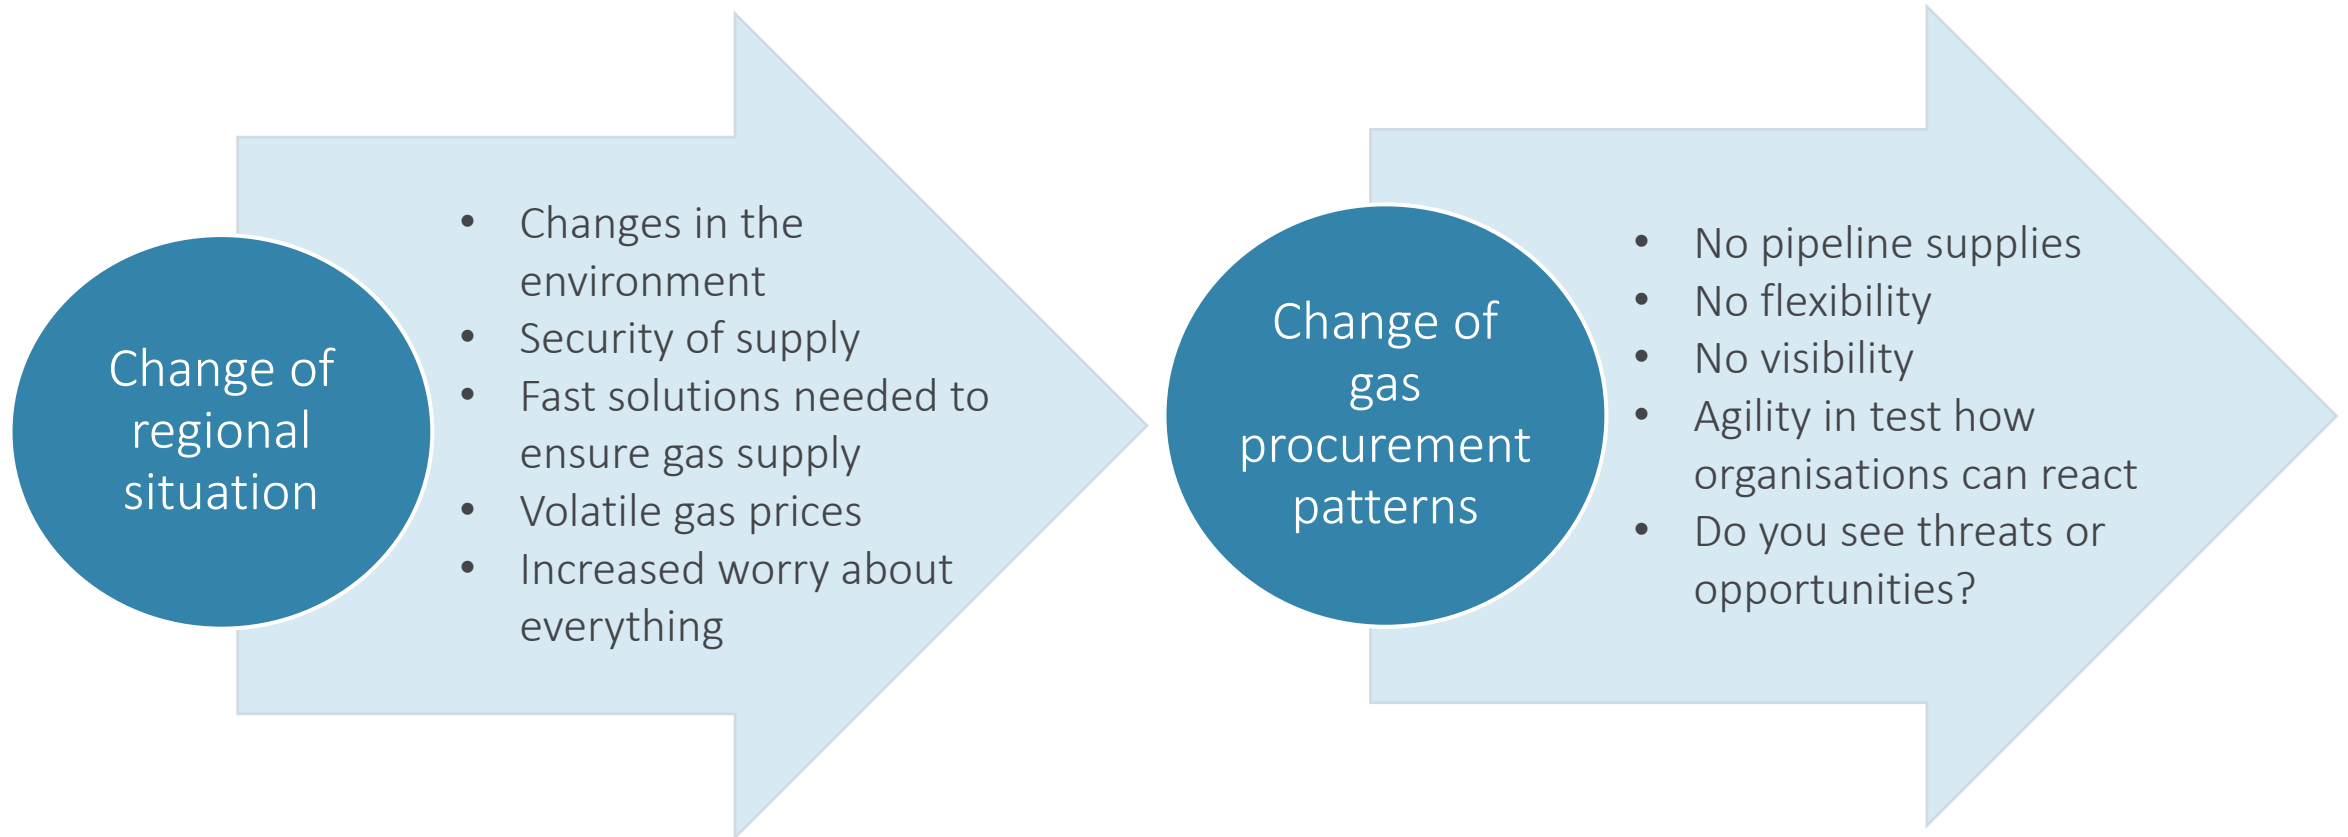 Change of
regional
situation
• Changes in the
environment
• Security of supply
• Fast solutions needed to
ensure gas supply
• Volatile gas prices
• Increased worry about
everything
Change of
gas
procurement
patterns
• No pipeline supplies
• No flexibility
• No visibility
• Agility in test how
organisations can react
• Do you see threats or
opportunities?